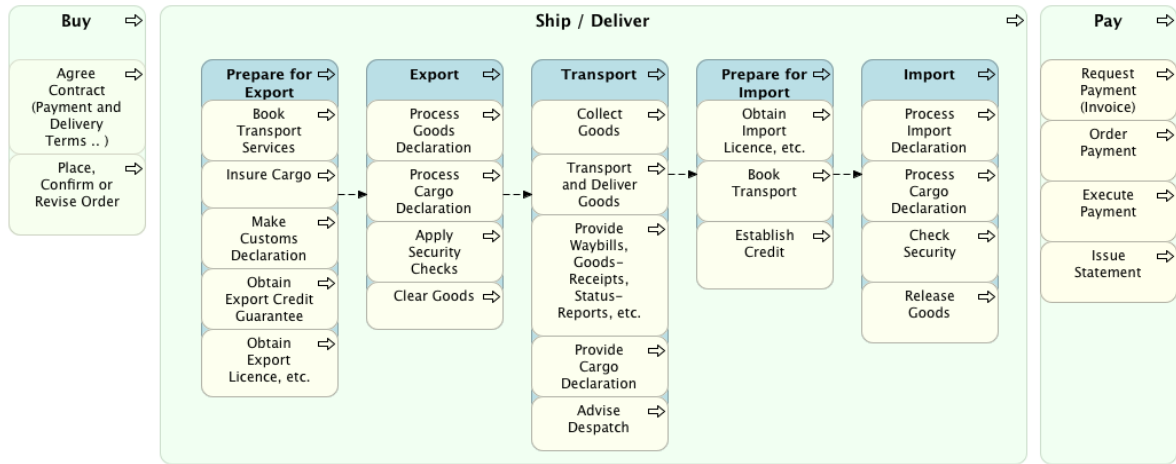 Buy
Agree
Contract
(Payment and
Delivery
Terms .. )
Place,
Confirm or
Revise Order
Ship / Deliver
Prepare for
Export
Book
Transport
Services
Insure Cargo
Make
Customs
Declaration
Obtain
Export Credit
Guarantee
Obtain
Export
Licence, etc.
Export
Process
Goods
Declaration
Process
Cargo
Declaration
Apply
Security
Checks
Clear Goods
Transport
Collect
Goods
Transport
and Deliver
Goods
Provide
Waybills,
Goods-
Receipts,
Status-
Reports, etc.
Provide
Cargo
Declaration
Advise
Despatch
Prepare for
Import
Obtain
Import
Licence, etc.
Book
Transport
Establish
Credit
Import
Process
Import
Declaration
Process
Cargo
Declaration
Check
Security
Release
Goods
Pay
Request
Payment
(Invoice)
Order
Payment
Execute
Payment
Issue
Statement